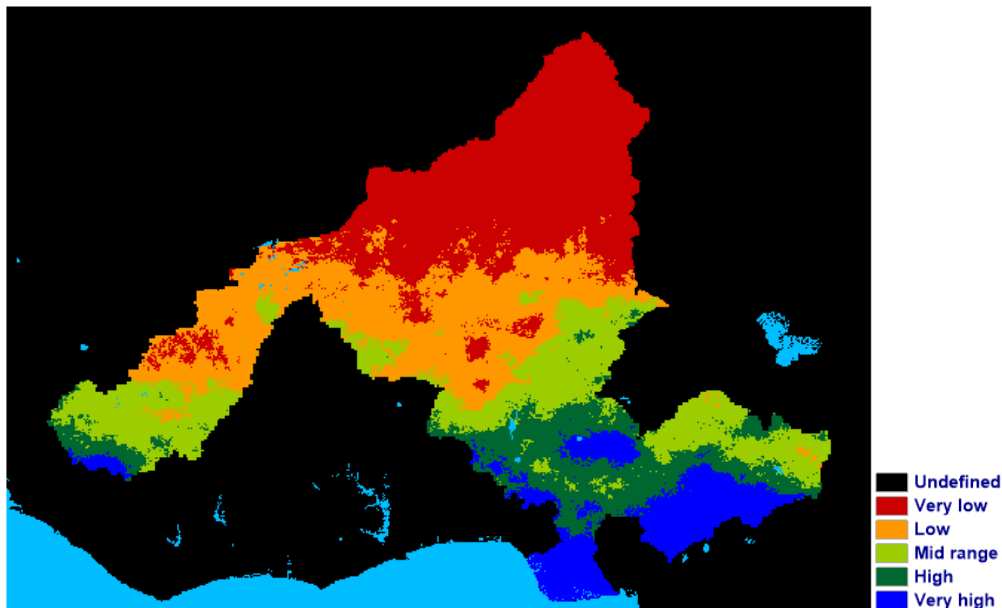 Undefined
Very low
Low
Mid range
High
Very high